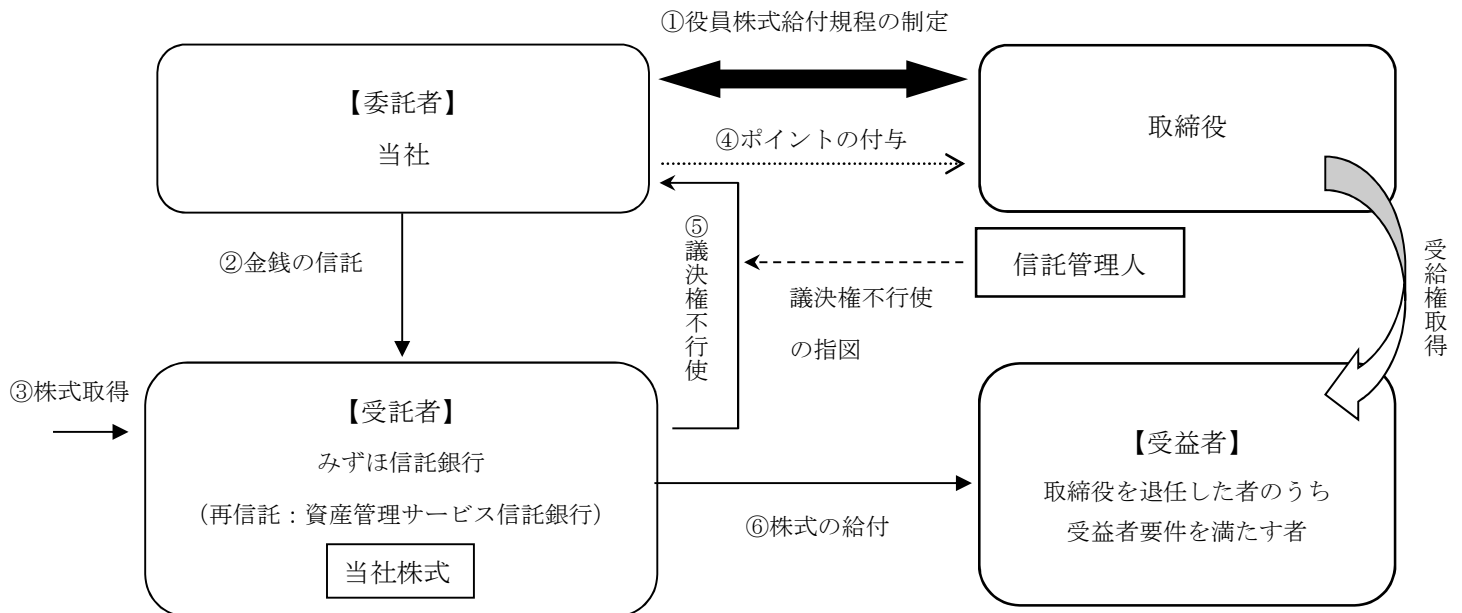 ①役員株式給付規程の制定
【委託者】
当社
取締役
④ポイントの付与
②金銭の信託
⑤議決権不行使
信託管理人
議決権不行使
の指図
受給権取得
③株式取得
【受託者】
みずほ信託銀行
(再信託：資産管理サービス信託銀行)
当社株式
⑥株式の給付
【受益者】
取締役を退任した者のうち
受益者要件を満たす者